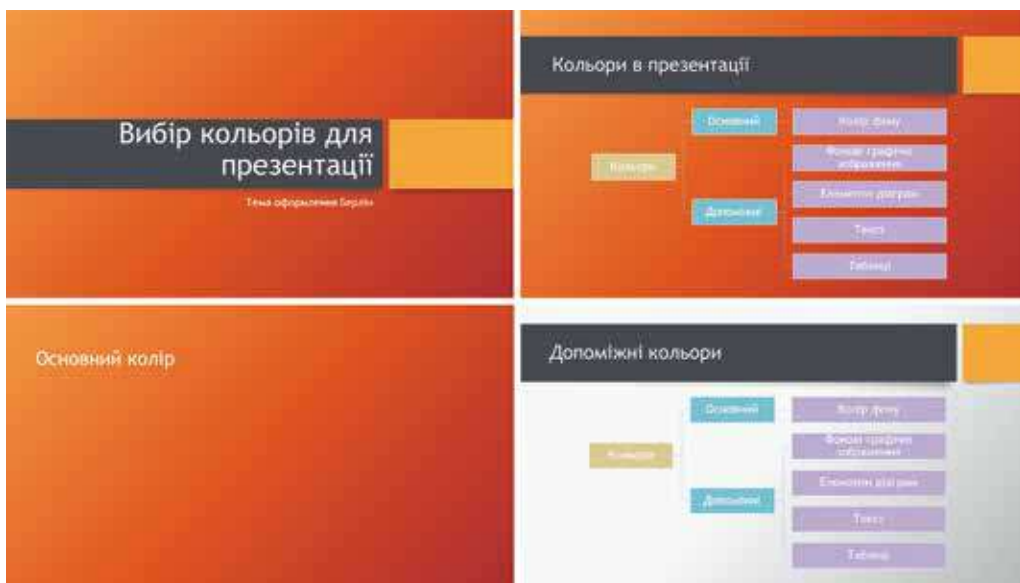 Вибір кольорів для
презентації
Тема оформлення Берлін
Кольори в презентації
Основний
Колір фону
Фонові графічні
зображення
Кольори
Елементи діаграм
Допоміжні
Текст
Таблиці
Основний колір
Допоміжні кольори
Основний
Колір фону
Фонові графічні
зображення
Кольори
Елементи діаграм
Допоміжні
Текст
Таблиці